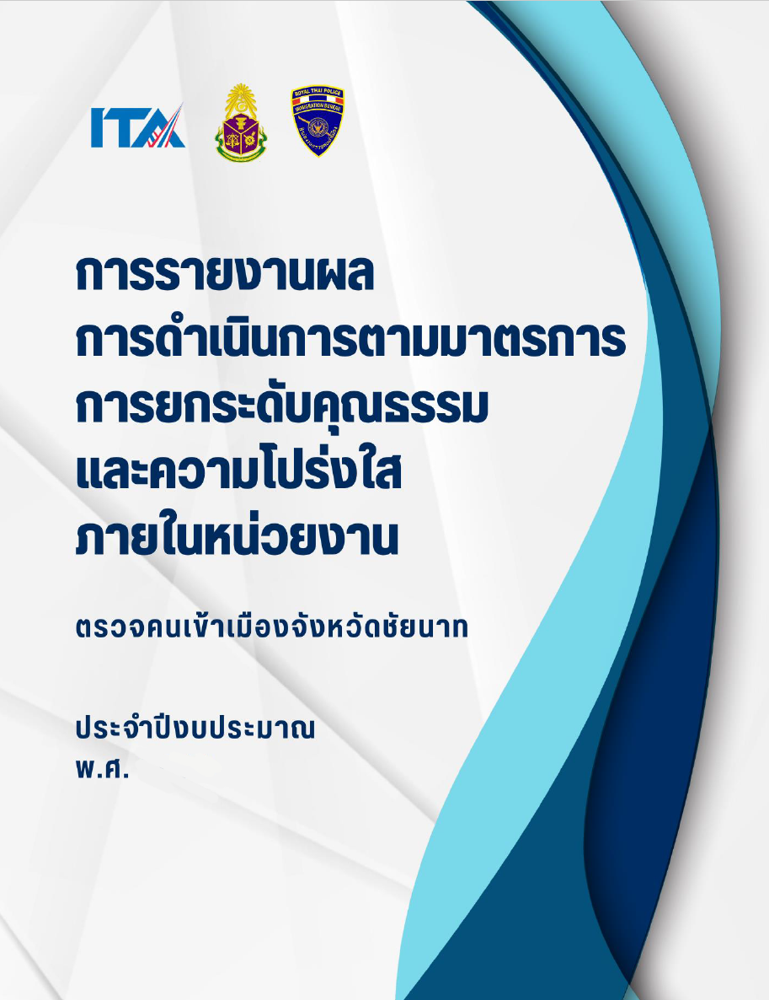 ITA
ROYAL THAI POLICE
IMMIGRATION BUREAU
การรายงานผล
การดำเนินการตามมาตรการ
การยกระดับคุณธรรม
และความโปร่งใส
ภายในหน่วยงาน
ตรวจคนเข้าเมืองจังหวัดชัยนาท
ประจำปีงบประมาณ
พ.ศ.